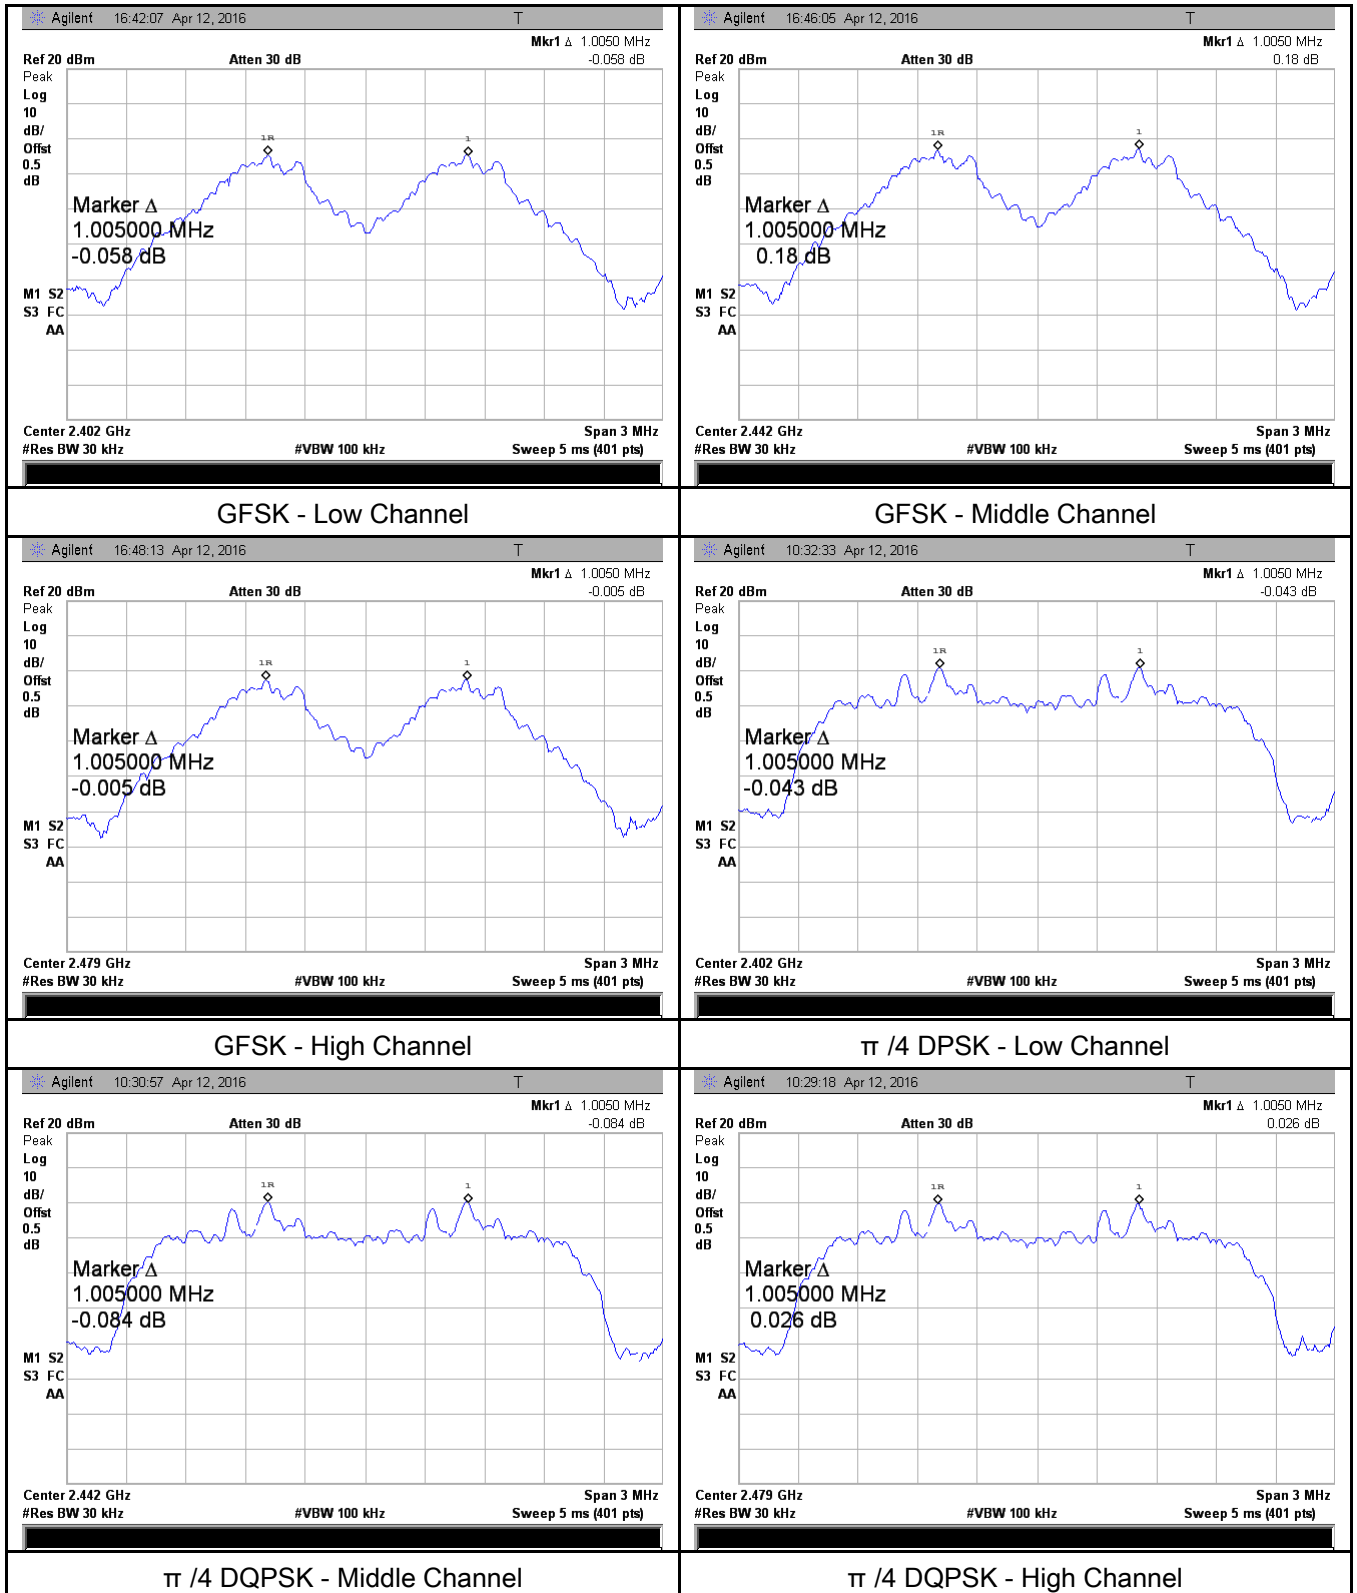 Agilent 16:42:07 Apr 12, 2016 T
Mkr1 Δ 1.0050 MHz
Ref 20 dBm Atten 30 dB -0.058 dB
Peak
Log
10
dB/
Offst
0.5
dB
1R 1
Marker Δ
1.005000 MHz
-0.058 dB
M1 S2
S3 FC
AA
Center 2.402 GHz Span 3 MHz
#Res BW 30 kHz #VBW 100 kHz Sweep 5 ms (401 pts)
GFSK - Low Channel
Agilent 16:46:05 Apr 12, 2016 T
Mkr1 Δ 1.0050 MHz
Ref 20 dBm Atten 30 dB 0.18 dB
Peak
Log
10
dB/
Offst
0.5
dB
1R 1
Marker Δ
1.005000 MHz
0.18 dB
M1 S2
S3 FC
AA
Center 2.442 GHz Span 3 MHz
#Res BW 30 kHz #VBW 100 kHz Sweep 5 ms (401 pts)
GFSK - Middle Channel
Agilent 16:48:13 Apr 12, 2016 T
Mkr1 Δ 1.0050 MHz
Ref 20 dBm Atten 30 dB -0.005 dB
Peak
Log
10
dB/
Offst
0.5
dB
1R 1
Marker Δ
1.005000 MHz
-0.005 dB
M1 S2
S3 FC
AA
Center 2.479 GHz Span 3 MHz
#Res BW 30 kHz #VBW 100 kHz Sweep 5 ms (401 pts)
GFSK - High Channel
Agilent 10:32:33 Apr 12, 2016 T
Mkr1 Δ 1.0050 MHz
Ref 20 dBm Atten 30 dB -0.043 dB
Peak
Log
10
dB/
Offst
0.5
dB
1R 1
Marker Δ
1.005000 MHz
-0.043 dB
M1 S2
S3 FC
AA
Center 2.402 GHz Span 3 MHz
#Res BW 30 kHz #VBW 100 kHz Sweep 5 ms (401 pts)
π /4 DPSK - Low Channel
Agilent 10:30:57 Apr 12, 2016 T
Mkr1 Δ 1.0050 MHz
Ref 20 dBm Atten 30 dB -0.084 dB
Peak
Log
10
dB/
Offst
0.5
dB
1R 1
Marker Δ
1.005000 MHz
-0.084 dB
M1 S2
S3 FC
AA
Center 2.442 GHz Span 3 MHz
#Res BW 30 kHz #VBW 100 kHz Sweep 5 ms (401 pts)
π /4 DQPSK - Middle Channel
Agilent 10:29:18 Apr 12, 2016 T
Mkr1 Δ 1.0050 MHz
Ref 20 dBm Atten 30 dB 0.026 dB
Peak
Log
10
dB/
Offst
0.5
dB
1R 1
Marker Δ
1.005000 MHz
0.026 dB
M1 S2
S3 FC
AA
Center 2.479 GHz Span 3 MHz
#Res BW 30 kHz #VBW 100 kHz Sweep 5 ms (401 pts)
π /4 DQPSK - High Channel